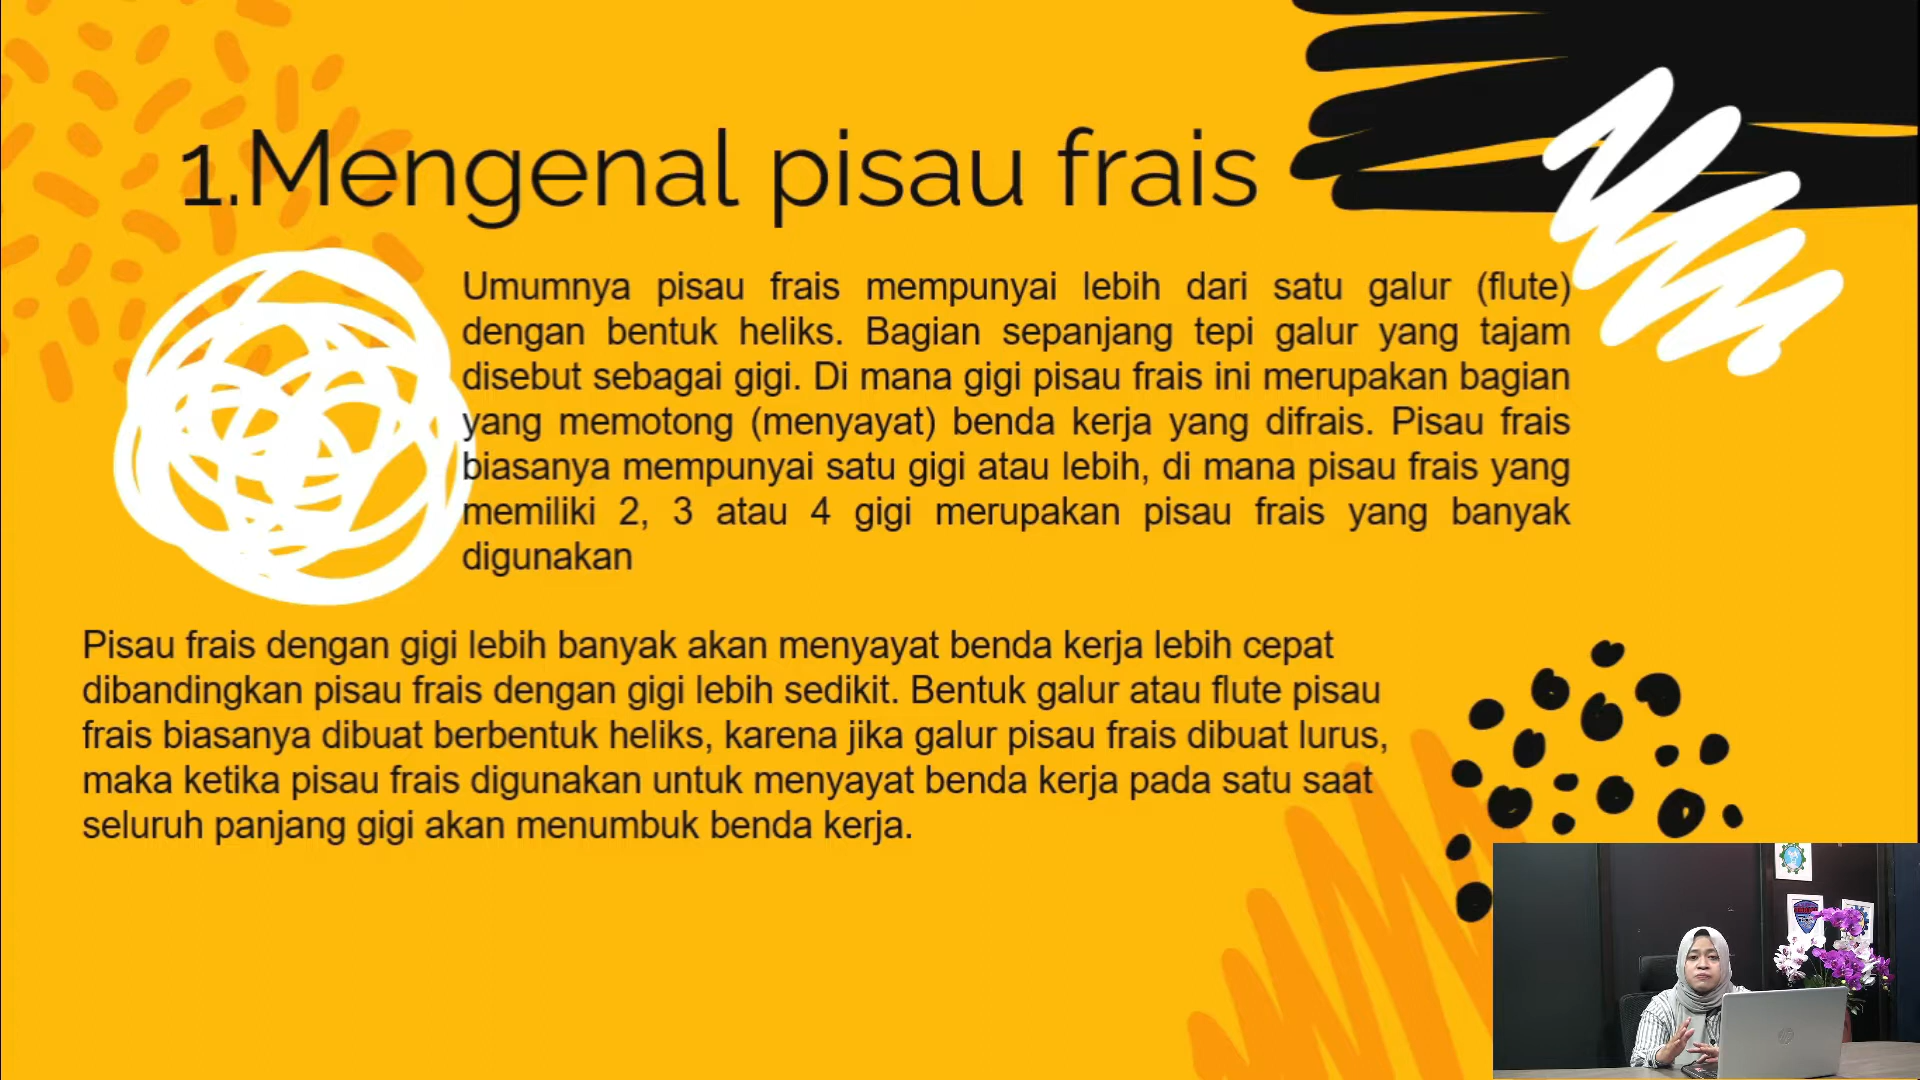 1.Mengenal pisau frais
Umumnya pisau frais mempunyai lebih dari satu galur (flute)
dengan bentuk heliks. Bagian sepanjang tepi galur yang tajam
disebut sebagai gigi. Di mana gigi pisau frais ini merupakan bagian
yang memotong (menyayat) benda kerja yang difrais. Pisau frais
biasanya mempunyai satu gigi atau lebih, di mana pisau frais yang
memiliki 2, 3 atau 4 gigi merupakan pisau frais yang banyak
digunakan
Pisau frais dengan gigi lebih banyak akan menyayat benda kerja lebih cepat
dibandingkan pisau frais dengan gigi lebih sedikit. Bentuk galur atau flute pisau
frais biasanya dibuat berbentuk heliks, karena jika galur pisau frais dibuat lurus,
maka ketika pisau frais digunakan untuk menyayat benda kerja pada satu saat
seluruh panjang gigi akan menumbuk benda kerja.